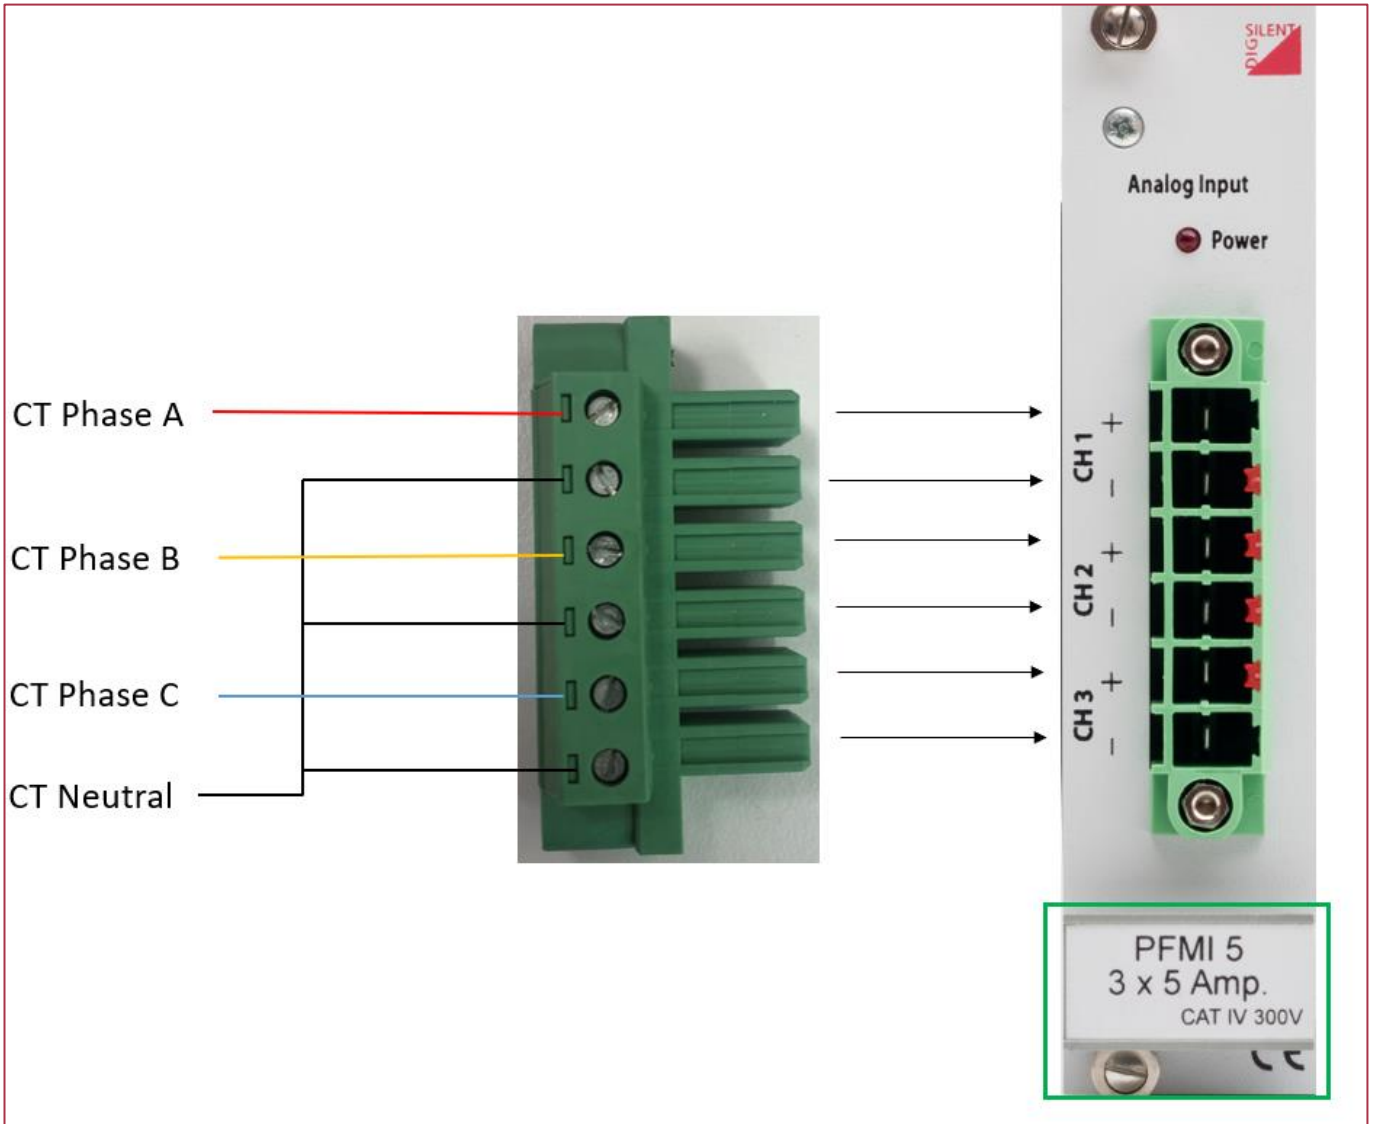 DIG
SILENT
Analog Input
Power
CT Phase A
CT Phase B
CT Phase C
CT Neutral
+
CH 1
–
+
CH 2
–
+
CH 3
–
PFMI 5
3 x 5 Amp.
CAT IV 300V